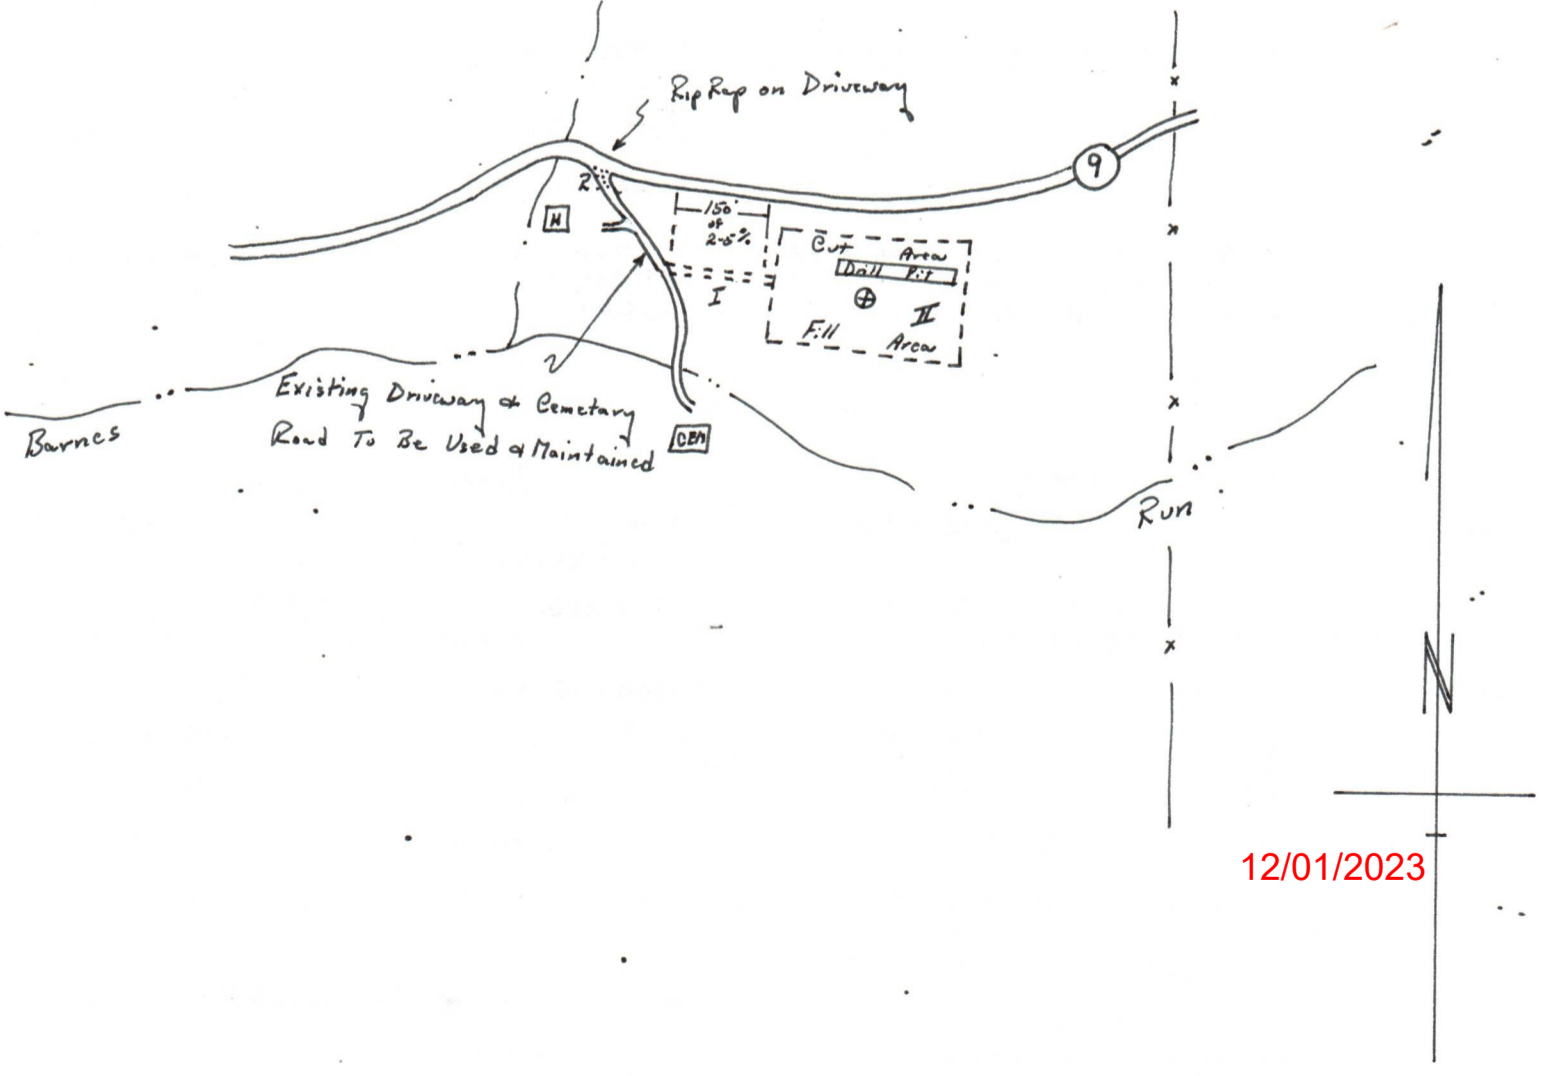 Rip Rap on Driveway
9
R
H
150'
of
2-5%
Cut Area
Drill Pit
I
II
Fill Area
Existing Driveway & Cemetary
Road To Be Used & Maintained
CEM
Barnes
Run
N
12/01/2023